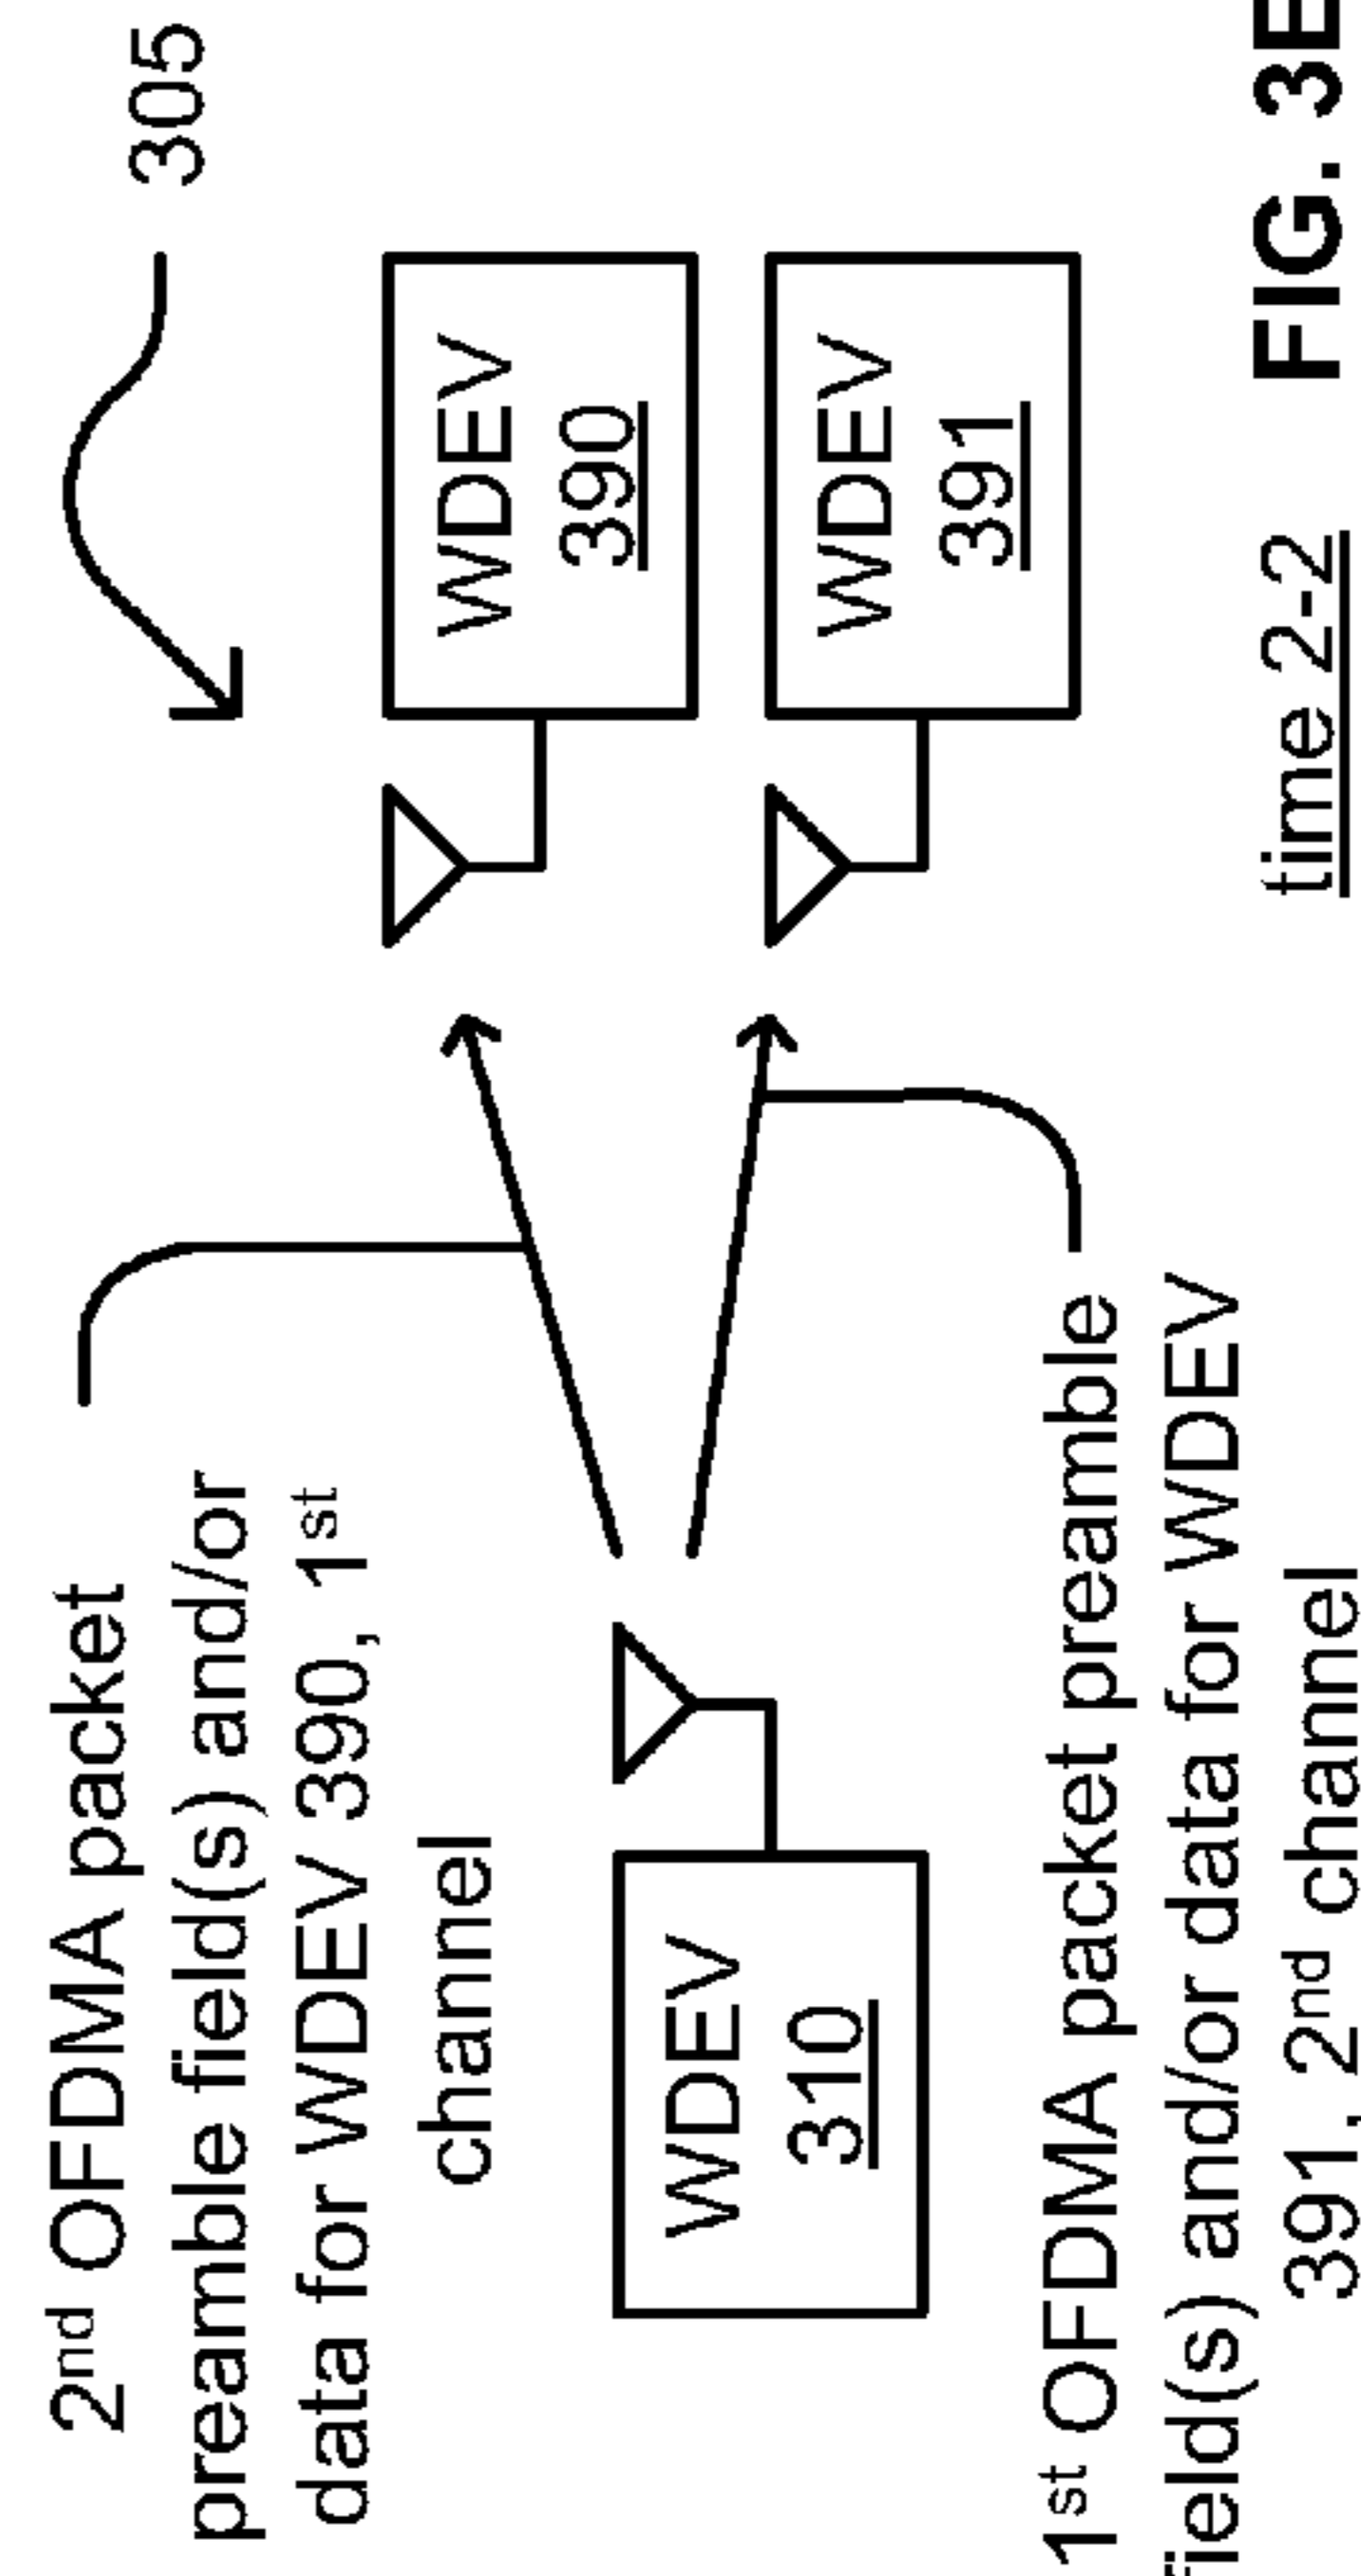 305
2nd OFDMA packet
preamble field(s) and/or
data for WDEV 390, 1st
channel
WDEV
390
WDEV
310
WDEV
391
1st OFDMA packet preamble
field(s) and/or data for WDEV
391, 2nd channel
time 2-2
FIG. 3E